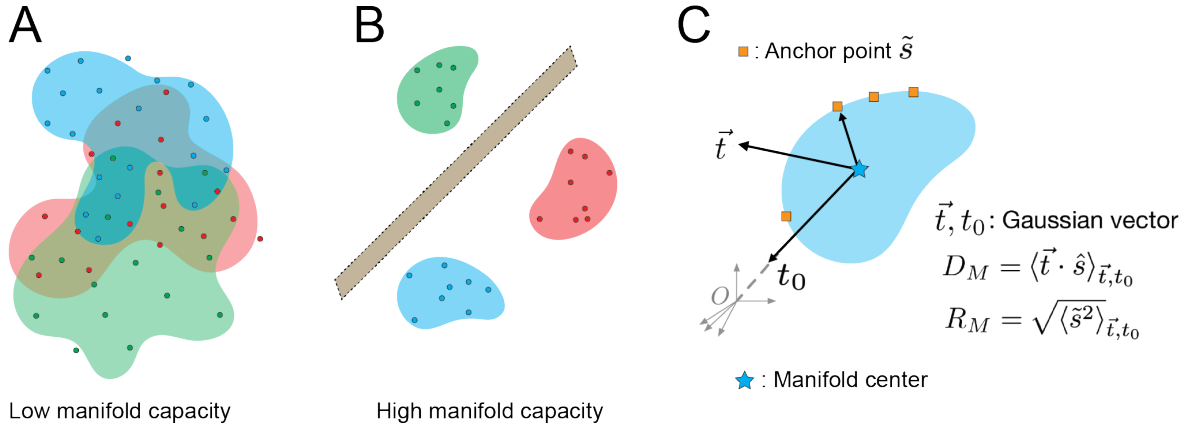 A
B
C
: Anchor point s̃
t⃗
t₀
O
t⃗, t₀ : Gaussian vector
D_M = ⟨t⃗ · ŝ⟩_{t⃗,t₀}
R_M = √⟨s̃²⟩_{t⃗,t₀}
: Manifold center
Low manifold capacity
High manifold capacity